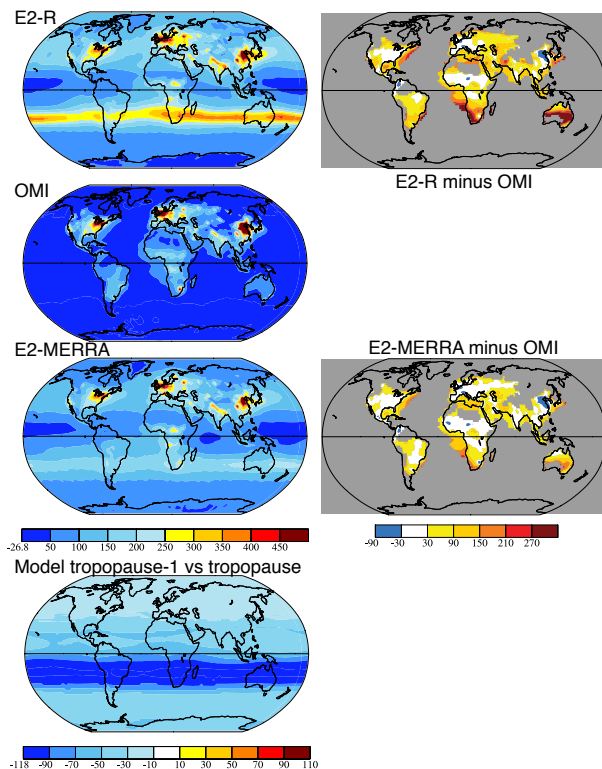 E2-R
E2-R minus OMI
OMI
E2-MERRA
E2-MERRA minus OMI
-26.8 50 100 150 200 250 300 350 400 450
-90 -30 30 90 150 210 270
Model tropopause-1 vs tropopause
-118 -90 -70 -50 -30 -10 10 30 50 70 90 110